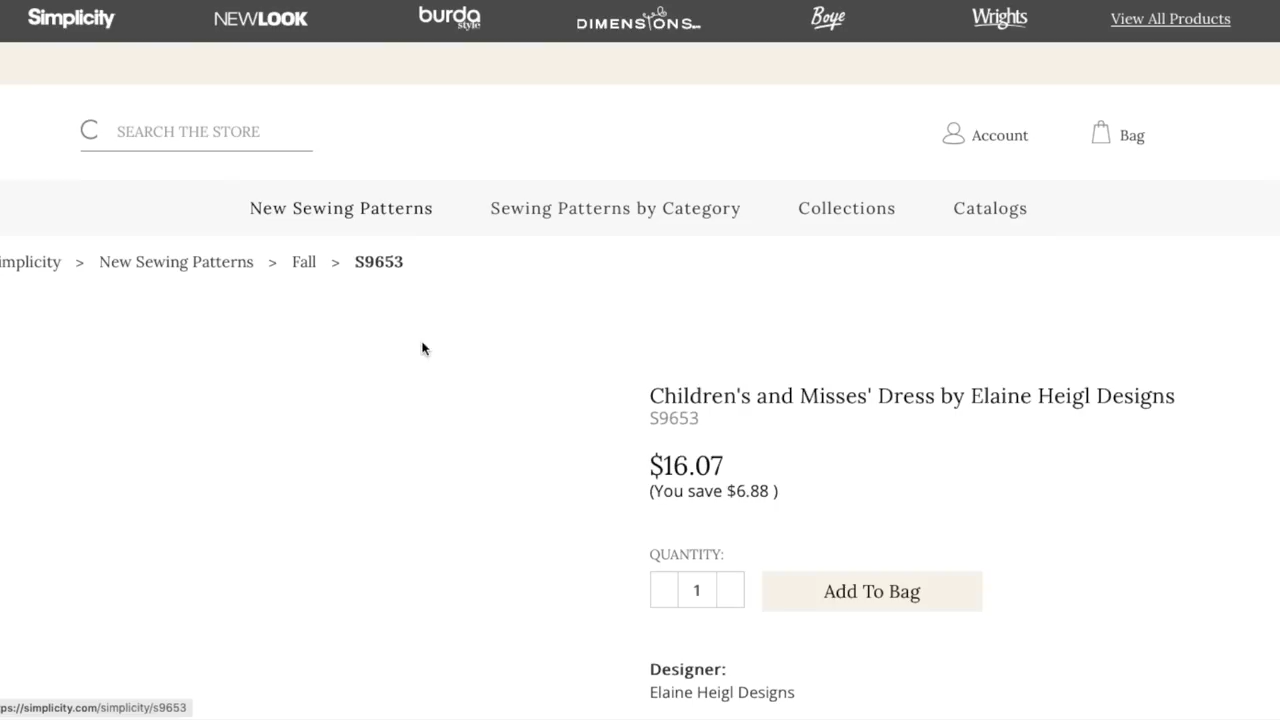 Simplicity NEWLOOK burda style DIMENSIONS Boye Wrights View All Products
SEARCH THE STORE
Account
Bag
New Sewing Patterns Sewing Patterns by Category Collections Catalogs
implicity > New Sewing Patterns > Fall > S9653
Children's and Misses' Dress by Elaine Heigl Designs
S9653
$16.07
(You save $6.88 )
QUANTITY:
1
Add To Bag
Designer:
Elaine Heigl Designs
ps://simplicity.com/simplicity/s9653